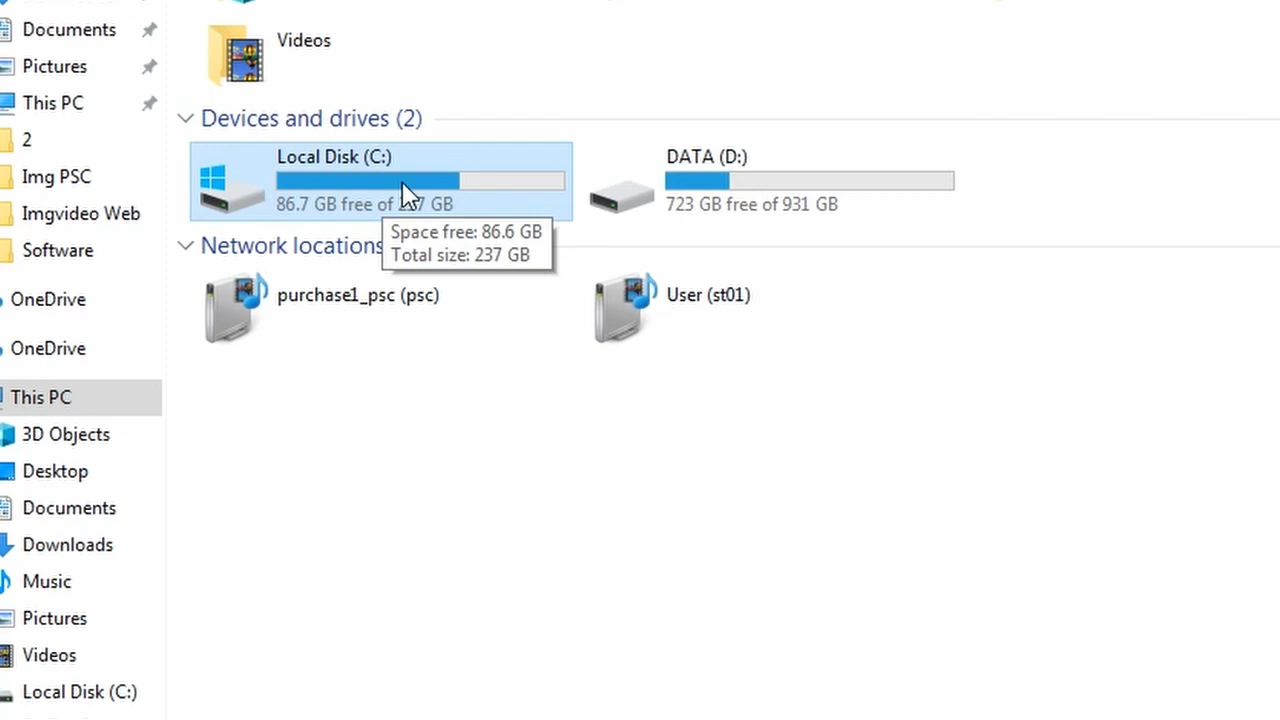 Documents
Pictures
This PC
2
Img PSC
Imgvideo Web
Software
OneDrive
OneDrive
This PC
3D Objects
Desktop
Documents
Downloads
Music
Pictures
Videos
Local Disk (C:)
Videos
Devices and drives (2)
Local Disk (C:)
86.7 GB free of 7 GB
Space free: 86.6 GB
Total size: 237 GB
DATA (D:)
723 GB free of 931 GB
Network locations
purchase1_psc (psc)
User (st01)